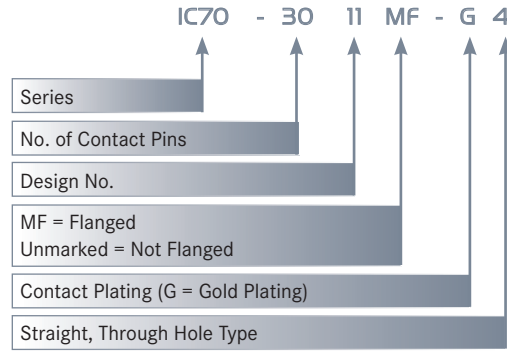 IC70 - 30 11 MF - G 4
Series
No. of Contact Pins
Design No.
MF = Flanged
Unmarked = Not Flanged
Contact Plating (G = Gold Plating)
Straight, Through Hole Type